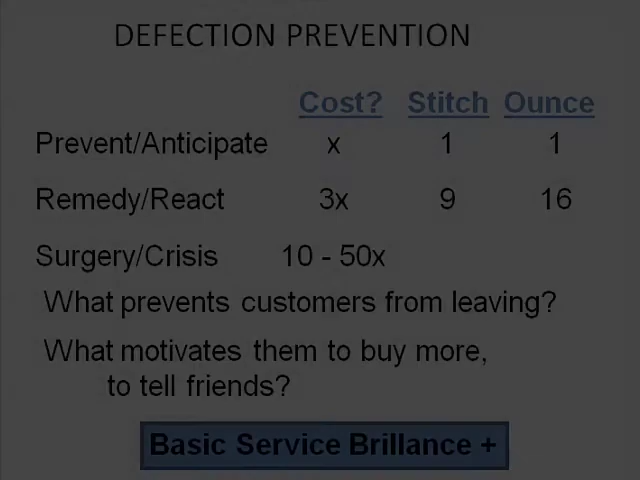 DEFECTION PREVENTION
Cost? Stitch Ounce
Prevent/Anticipate x 1 1
Remedy/React 3x 9 16
Surgery/Crisis 10 - 50x
What prevents customers from leaving?
What motivates them to buy more,
to tell friends?
Basic Service Brillance +